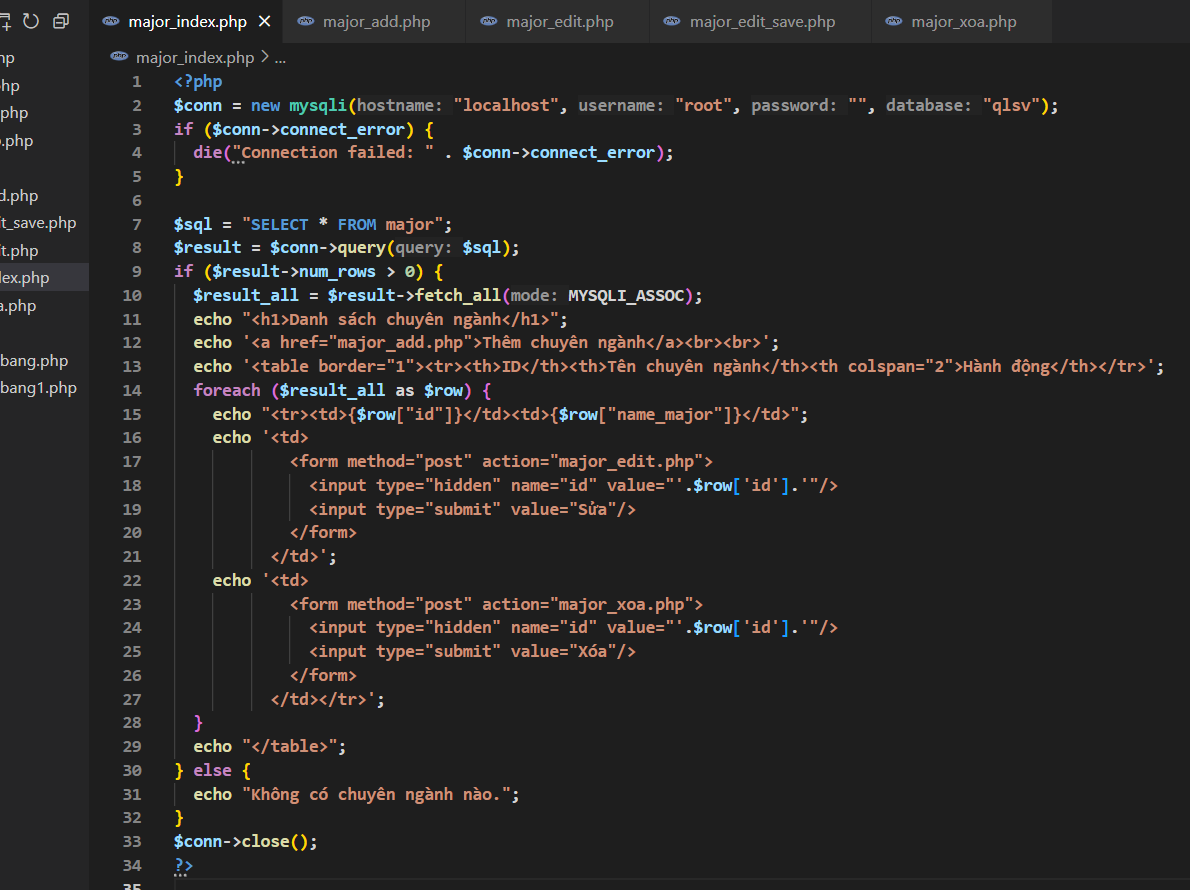 major_index.php
major_add.php
major_edit.php
major_edit_save.php
major_xoa.php
major_index.php > ...
hp
hp
php
.php
d.php
it_save.php
it.php
lex.php
a.php
bang.php
bang1.php
1 <?php
2 $conn = new mysqli(hostname: "localhost", username: "root", password: "", database: "qlsv");
3 if ($conn->connect_error) {
4 die("Connection failed: " . $conn->connect_error);
5 }
6
7 $sql = "SELECT * FROM major";
8 $result = $conn->query(query: $sql);
9 if ($result->num_rows > 0) {
10 $result_all = $result->fetch_all(mode: MYSQLI_ASSOC);
11 echo "<h1>Danh sách chuyên ngành</h1>";
12 echo '<a href="major_add.php">Thêm chuyên ngành</a><br><br>';
13 echo '<table border="1"><tr><th>ID</th><th>Tên chuyên ngành</th><th colspan="2">Hành động</th></tr>';
14 foreach ($result_all as $row) {
15 echo "<tr><td>{$row["id"]}</td><td>{$row["name_major"]}</td>";
16 echo '<td>
17 <form method="post" action="major_edit.php">
18 <input type="hidden" name="id" value="'.$row['id'].'"/>
19 <input type="submit" value="Sửa"/>
20 </form>
21 </td>';
22 echo '<td>
23 <form method="post" action="major_xoa.php">
24 <input type="hidden" name="id" value="'.$row['id'].'"/>
25 <input type="submit" value="Xóa"/>
26 </form>
27 </td></tr>';
28 }
29 echo "</table>";
30 } else {
31 echo "Không có chuyên ngành nào.";
32 }
33 $conn->close();
34 ?>
35